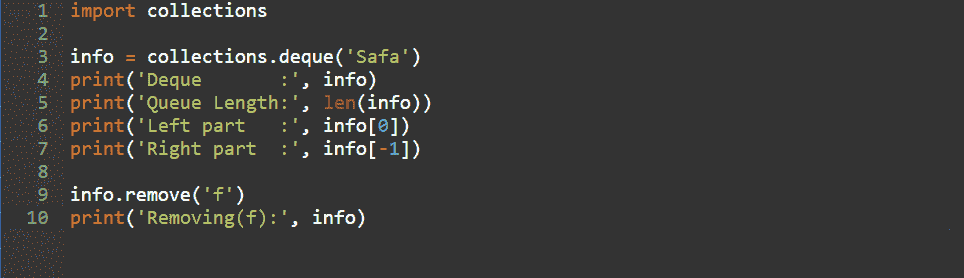 1 import collections
2
3 info = collections.deque('Safa')
4 print('Deque       :', info)
5 print('Queue Length:', len(info))
6 print('Left part   :', info[0])
7 print('Right part  :', info[-1])
8
9 info.remove('f')
10 print('Removing(f):', info)